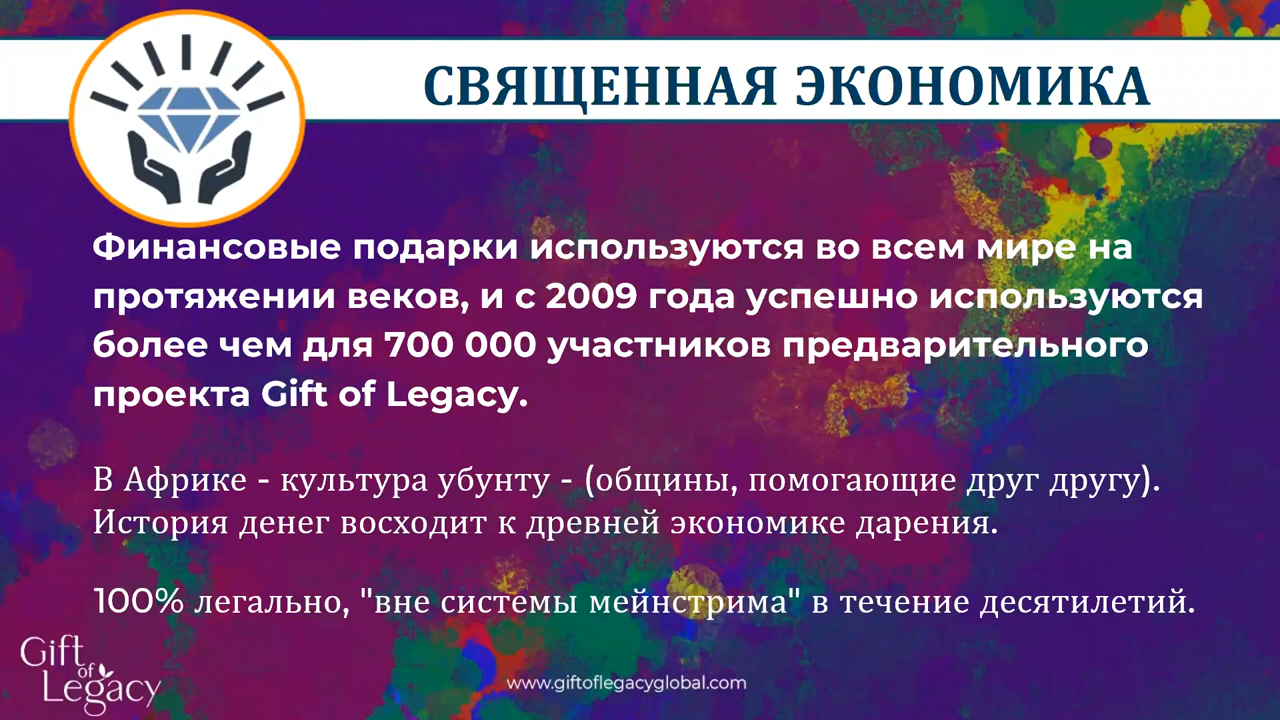 СВЯЩЕННАЯ ЭКОНОМИКА
Финансовые подарки используются во всем мире на
протяжении веков, и с 2009 года успешно используются
более чем для 700 000 участников предварительного
проекта Gift of Legacy.
В Африке - культура убунту - (общины, помогающие друг другу).
История денег восходит к древней экономике дарения.
100% легально, "вне системы мейнстрима" в течение десятилетий.
Gift
of
Legacy
www.giftoflegacyglobal.com